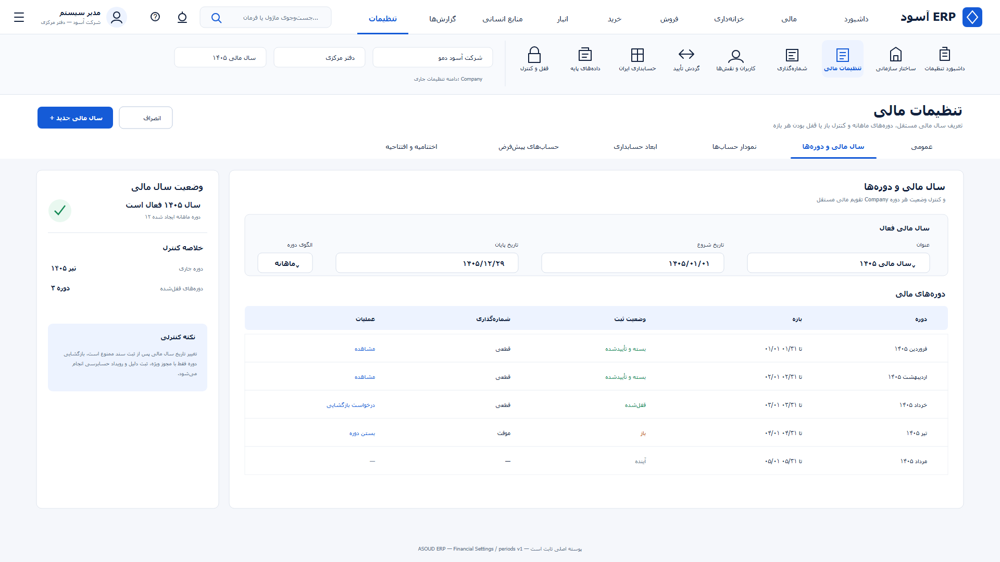 ERP آسود
داشبورد
مالی
خزانه‌داری
فروش
خرید
انبار
منابع انسانی
گزارش‌ها
تنظیمات
جست‌وجوی ماژول یا فرمان...
مدیر سیستم
شرکت آسود — دفتر مرکزی
داشبورد تنظیمات
ساختار سازمانی
تنظیمات مالی
شماره‌گذاری
کاربران و نقش‌ها
گردش تأیید
حسابداری ایران
داده‌های پایه
قفل و کنترل
شرکت آسود دمو
دفتر مرکزی
سال مالی ۱۴۰۵
دامنه تنظیمات جاری: Company
تنظیمات مالی
تعریف سال مالی مستقل، دوره‌های ماهانه و کنترل باز یا قفل بودن هر بازه
انصراف
سال مالی جدید +
عمومی
سال مالی و دوره‌ها
نمودار حساب‌ها
ابعاد حسابداری
حساب‌های پیش‌فرض
اختتامیه و افتتاحیه
سال مالی و دوره‌ها
تقویم مالی مستقل Company و کنترل وضعیت هر دوره
سال مالی فعال
عنوان
تاریخ شروع
تاریخ پایان
الگوی دوره
سال مالی ۱۴۰۵
۱۴۰۵/۰۱/۰۱
۱۴۰۵/۱۲/۲۹
ماهانه
دوره‌های مالی
دوره
بازه
وضعیت ثبت
شماره‌گذاری
عملیات
فروردین ۱۴۰۵
۰۱/۰۱ تا ۰۱/۳۱
بسته و تأییدشده
قطعی
مشاهده
اردیبهشت ۱۴۰۵
۰۲/۰۱ تا ۰۲/۳۱
بسته و تأییدشده
قطعی
مشاهده
خرداد ۱۴۰۵
۰۳/۰۱ تا ۰۳/۳۱
قفل‌شده
قطعی
درخواست بازگشایی
تیر ۱۴۰۵
۰۴/۰۱ تا ۰۴/۳۱
باز
موقت
بستن دوره
مرداد ۱۴۰۵
۰۵/۰۱ تا ۰۵/۳۱
آینده
—
—
وضعیت سال مالی
سال ۱۴۰۵ فعال است
۱۲ دوره ماهانه ایجاد شده
خلاصه کنترل
دوره جاری
تیر ۱۴۰۵
دوره‌های قفل‌شده
۳ دوره
نکته کنترلی
تغییر تاریخ سال مالی پس از ثبت سند ممنوع است. بازگشایی
دوره فقط با مجوز ویژه، ثبت دلیل و رویداد حسابرسی انجام
می‌شود.
ASOUD ERP — Financial Settings / periods v1 — پوسته اصلی ثابت است